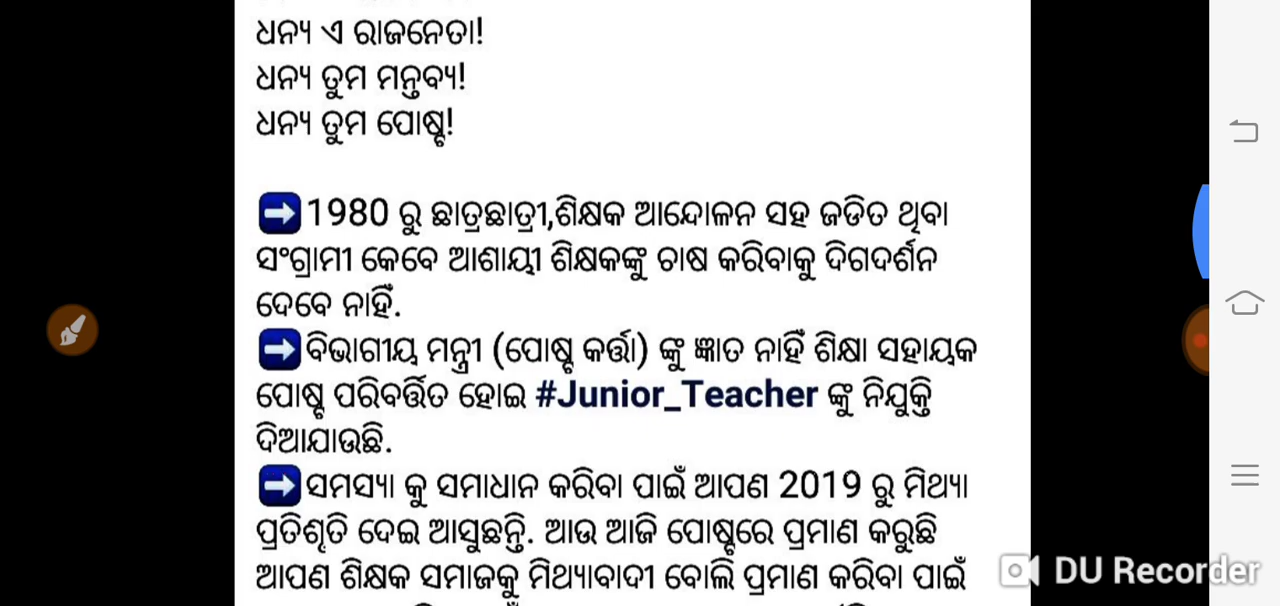 ଧନ୍ୟ ଏ ରାଜନେତା!
ଧନ୍ୟ ତୁମ ମନ୍ତବ୍ୟ!
ଧନ୍ୟ ତୁମ ପୋଷ୍ଟ!
➡1980 ରୁ ଛାତ୍ରଛାତ୍ରୀ,ଶିକ୍ଷକ ଆନ୍ଦୋଳନ ସହ ଜଡିତ ଥିବା
ସଂଗ୍ରାମୀ କେବେ ଆଶାୟୀ ଶିକ୍ଷକଙ୍କୁ ଚାଷ କରିବାକୁ ଦିଗଦର୍ଶନ
ଦେବେ ନାହିଁ.
➡ବିଭାଗୀୟ ମନ୍ତ୍ରୀ (ପୋଷ୍ଟ କର୍ତ୍ତା) ଙ୍କୁ ଜ୍ଞାତ ନାହିଁ ଶିକ୍ଷା ସହାୟକ
ପୋଷ୍ଟ ପରିବର୍ତ୍ତିତ ହୋଇ #Junior_Teacher ଙ୍କୁ ନିଯୁକ୍ତି
ଦିଆଯାଉଛି.
➡ସମସ୍ୟା କୁ ସମାଧାନ କରିବା ପାଇଁ ଆପଣ 2019 ରୁ ମିଥ୍ୟା
ପ୍ରତିଶୃତି ଦେଇ ଆସୁଛନ୍ତି. ଆଉ ଆଜି ପୋଷ୍ଟରେ ପ୍ରମାଣ କରୁଛି
ଆପଣ ଶିକ୍ଷକ ସମାଜକୁ ମିଥ୍ୟାବାଦୀ ବୋଲି ପ୍ରମାଣ କରିବା ପାଇଁ
DU Recorder